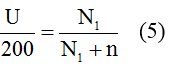 U/200 = N₁/(N₁ + n) (5)